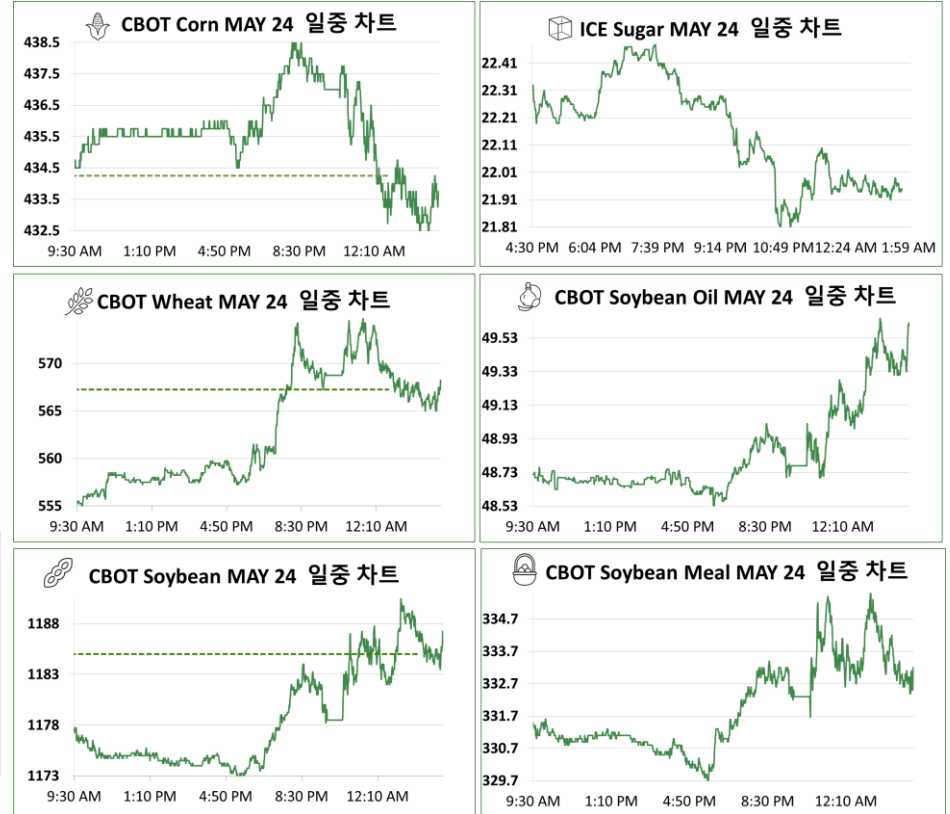 CBOT Corn MAY 24 일중 차트
438.5
437.5
436.5
435.5
434.5
433.5
432.5
9:30 AM 1:10 PM 4:50 PM 8:30 PM 12:10 AM
ICE Sugar MAY 24 일중 차트
22.41
22.31
22.21
22.11
22.01
21.91
21.81
4:30 PM 6:04 PM 7:39 PM 9:14 PM 10:49 PM 12:24 AM 1:59 AM
CBOT Wheat MAY 24 일중 차트
570
565
560
555
9:30 AM 1:10 PM 4:50 PM 8:30 PM 12:10 AM
CBOT Soybean Oil MAY 24 일중 차트
49.53
49.33
49.13
48.93
48.73
48.53
9:30 AM 1:10 PM 4:50 PM 8:30 PM 12:10 AM
CBOT Soybean MAY 24 일중 차트
1188
1183
1178
1173
9:30 AM 1:10 PM 4:50 PM 8:30 PM 12:10 AM
CBOT Soybean Meal MAY 24 일중 차트
334.7
333.7
332.7
331.7
330.7
329.7
9:30 AM 1:10 PM 4:50 PM 8:30 PM 12:10 AM